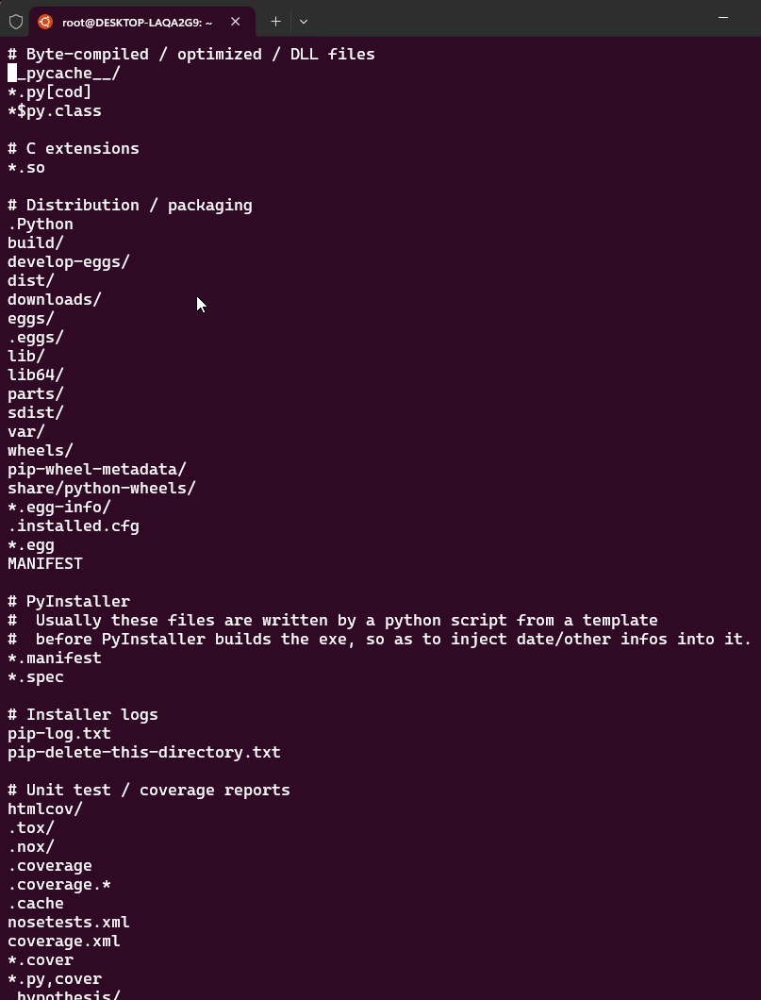 root@DESKTOP-LAQA2G9: ~
# Byte-compiled / optimized / DLL files
__pycache__/
*.py[cod]
*$py.class

# C extensions
*.so

# Distribution / packaging
.Python
build/
develop-eggs/
dist/
downloads/
eggs/
.eggs/
lib/
lib64/
parts/
sdist/
var/
wheels/
pip-wheel-metadata/
share/python-wheels/
*.egg-info/
.installed.cfg
*.egg
MANIFEST

# PyInstaller
#  Usually these files are written by a python script from a template
#  before PyInstaller builds the exe, so as to inject date/other infos into it.
*.manifest
*.spec

# Installer logs
pip-log.txt
pip-delete-this-directory.txt

# Unit test / coverage reports
htmlcov/
.tox/
.nox/
.coverage
.coverage.*
.cache
nosetests.xml
coverage.xml
*.cover
*.py,cover
.hypothesis/